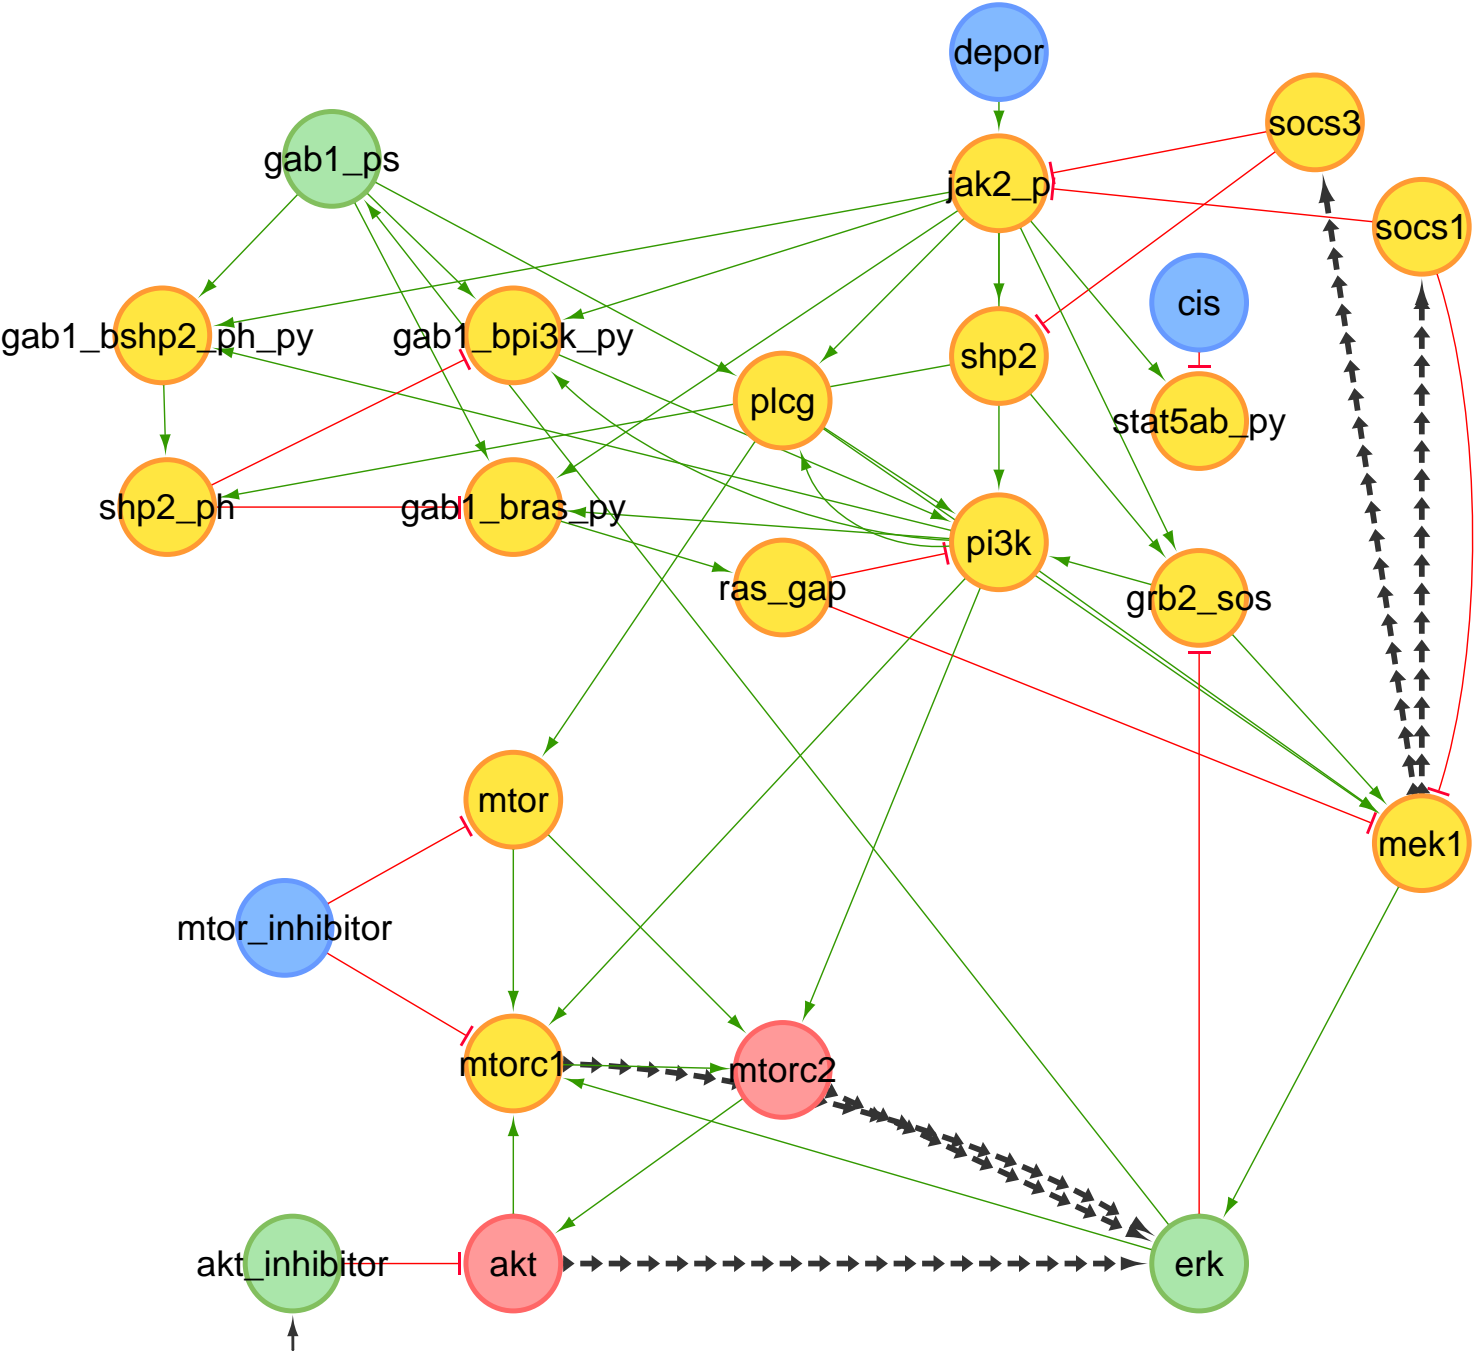 depor
socs3
gab1_ps
jak2_p
socs1
cis
gab1_bshp2_ph_py
gab1_bpi3k_py
shp2
plcg
stat5ab_py
shp2_ph
gab1_bras_py
pi3k
ras_gap
grb2_sos
mtor
mek1
mtor_inhibitor
mtorc1
mtorc2
akt_inhibitor
akt
erk